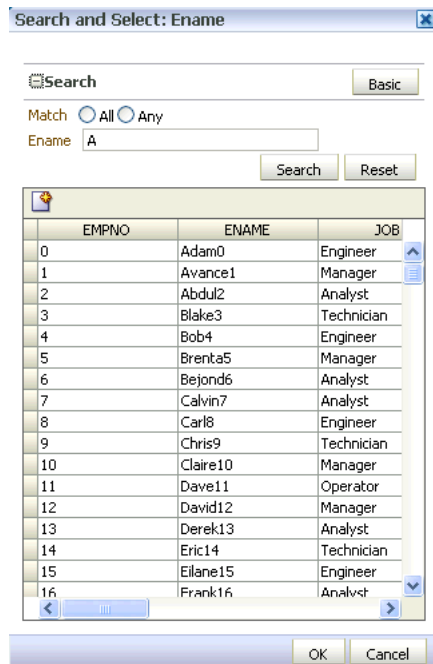 Search and Select: Ename
Search Basic
Match All Any
Ename A
Search Reset
EMPNO ENAME JOB
0 Adam0 Engineer
1 Avance1 Manager
2 Abdul2 Analyst
3 Blake3 Technician
4 Bob4 Engineer
5 Brenta5 Manager
6 Bejond6 Analyst
7 Calvin7 Analyst
8 Carl8 Engineer
9 Chris9 Technician
10 Claire10 Manager
11 Dave11 Operator
12 David12 Manager
13 Derek13 Analyst
14 Eric14 Technician
15 Eilane15 Engineer
16 Frank16 Analyst
OK Cancel